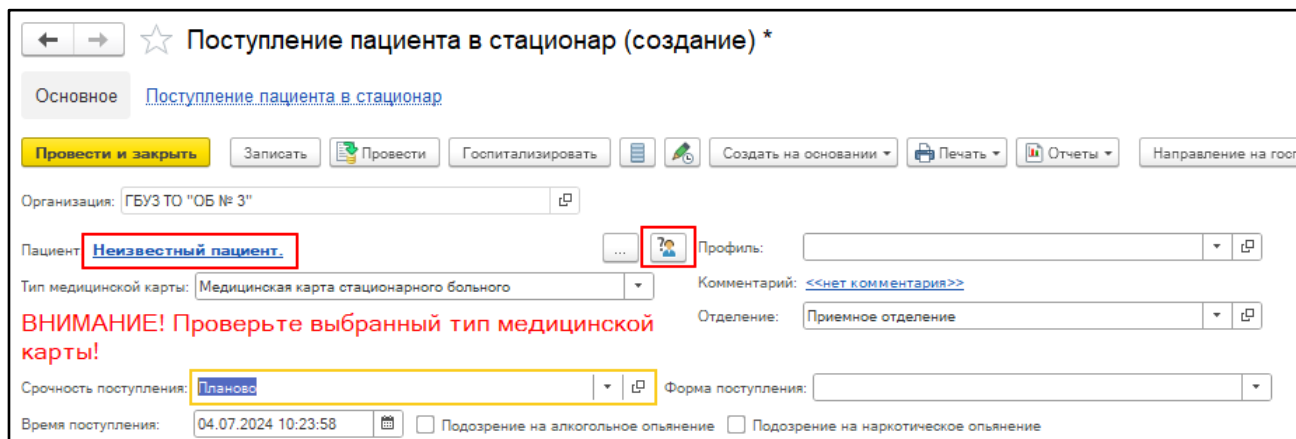 Поступление пациента в стационар (создание) *
Основное Поступление пациента в стационар
Провести и закрыть Записать Провести Госпитализировать Создать на основании Печать Отчеты Направление на гос
Организация: ГБУЗ ТО "ОБ № 3"
Пациент Неизвестный пациент. ... Профиль:
Тип медицинской карты: Медицинская карта стационарного больного Комментарий: <<нет комментария>>
ВНИМАНИЕ! Проверьте выбранный тип медицинской Отделение: Приемное отделение
карты!
Срочность поступления: Планово Форма поступления:
Время поступления: 04.07.2024 10:23:58 Подозрение на алкогольное опьянение Подозрение на наркотическое опьянение